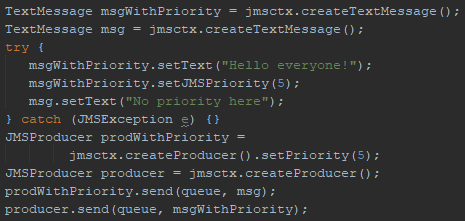 TextMessage msgWithPriority = jmsctx.createTextMessage();
TextMessage msg = jmsctx.createTextMessage();
try {
msgWithPriority.setText("Hello everyone!");
msgWithPriority.setJMSPriority(5);
msg.setText("No priority here");
} catch (JMSException e) {}
JMSProducer prodWithPriority =
jmsctx.createProducer().setPriority(5);
JMSProducer producer = jmsctx.createProducer();
prodWithPriority.send(queue, msg);
producer.send(queue, msgWithPriority);